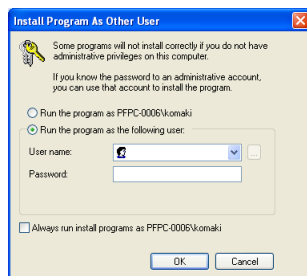 Install Program As Other User
Some programs will not install correctly if you do not have
administrative privileges on this computer.
If you know the password to an administrative account,
you can use that account to install the program.
Run the program as PFPC-0006\komaki
Run the program as the following user:
User name:
...
Password:
Always run install programs as PFPC-0006\komaki
OK
Cancel